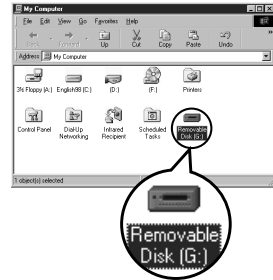 My Computer
File Edit View Go Favorites Help
Back Forward Up Cut Copy Paste Undo
Address My Computer
3½ Floppy (A:) English98 (C:) (D:) (F:) Printers
Control Panel Dial-Up Networking Infrared Recipient Scheduled Tasks Removable Disk (G:)
1 object(s) selected
Removable
Disk (G:)